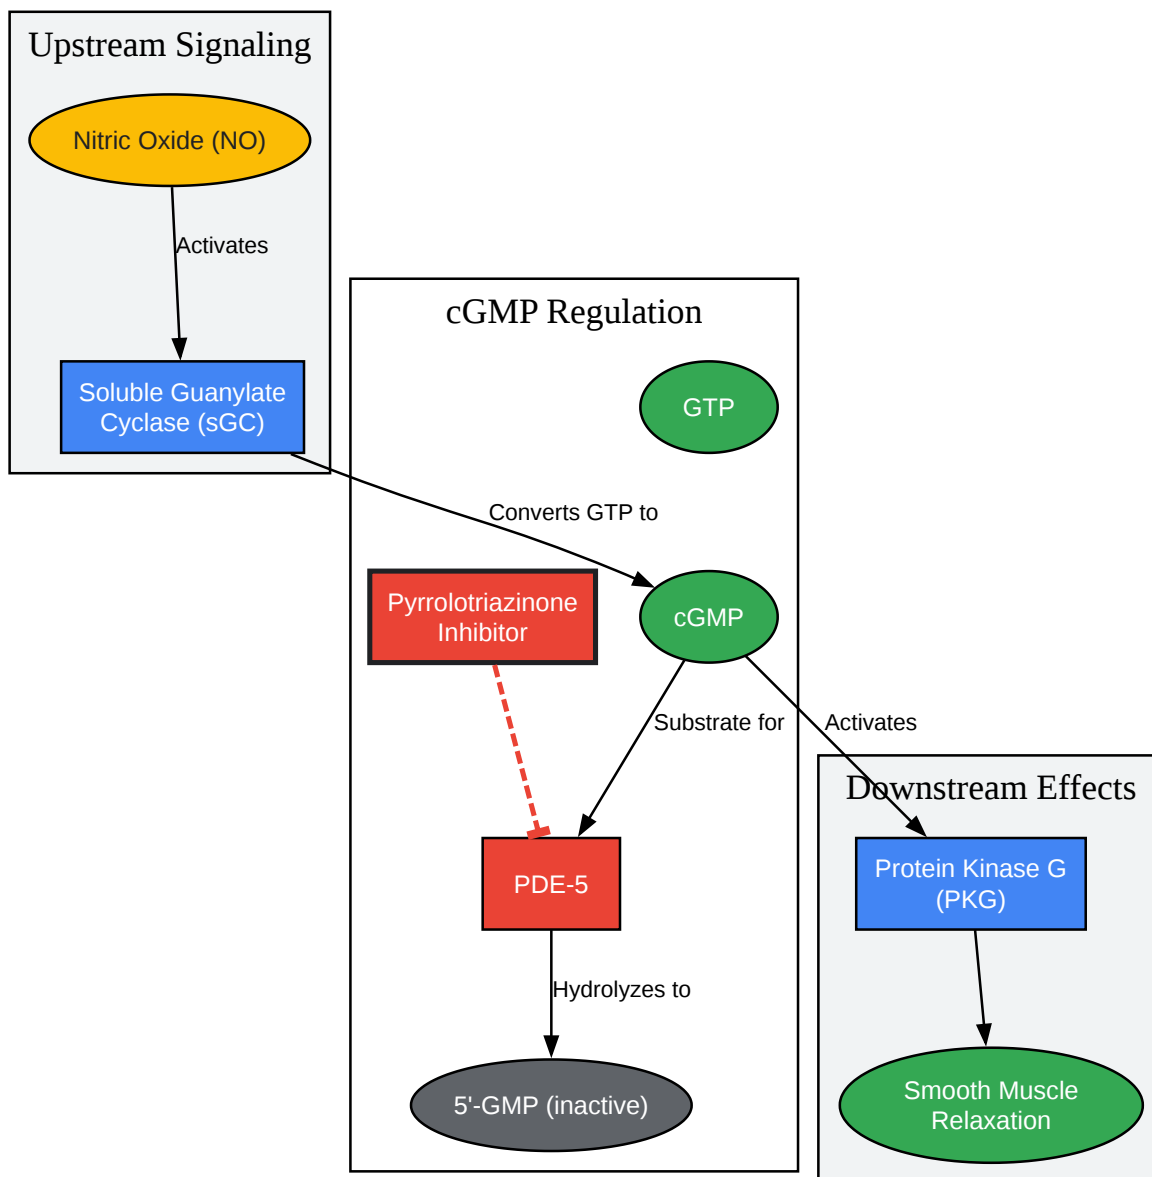 Upstream Signaling
Nitric Oxide (NO)
Activates
Soluble Guanylate
Cyclase (sGC)
cGMP Regulation
GTP
Converts GTP to
Pyrrolotriazinone
Inhibitor
cGMP
Substrate for
Activates
PDE-5
Hydrolyzes to
5'-GMP (inactive)
Downstream Effects
Protein Kinase G
(PKG)
Smooth Muscle
Relaxation